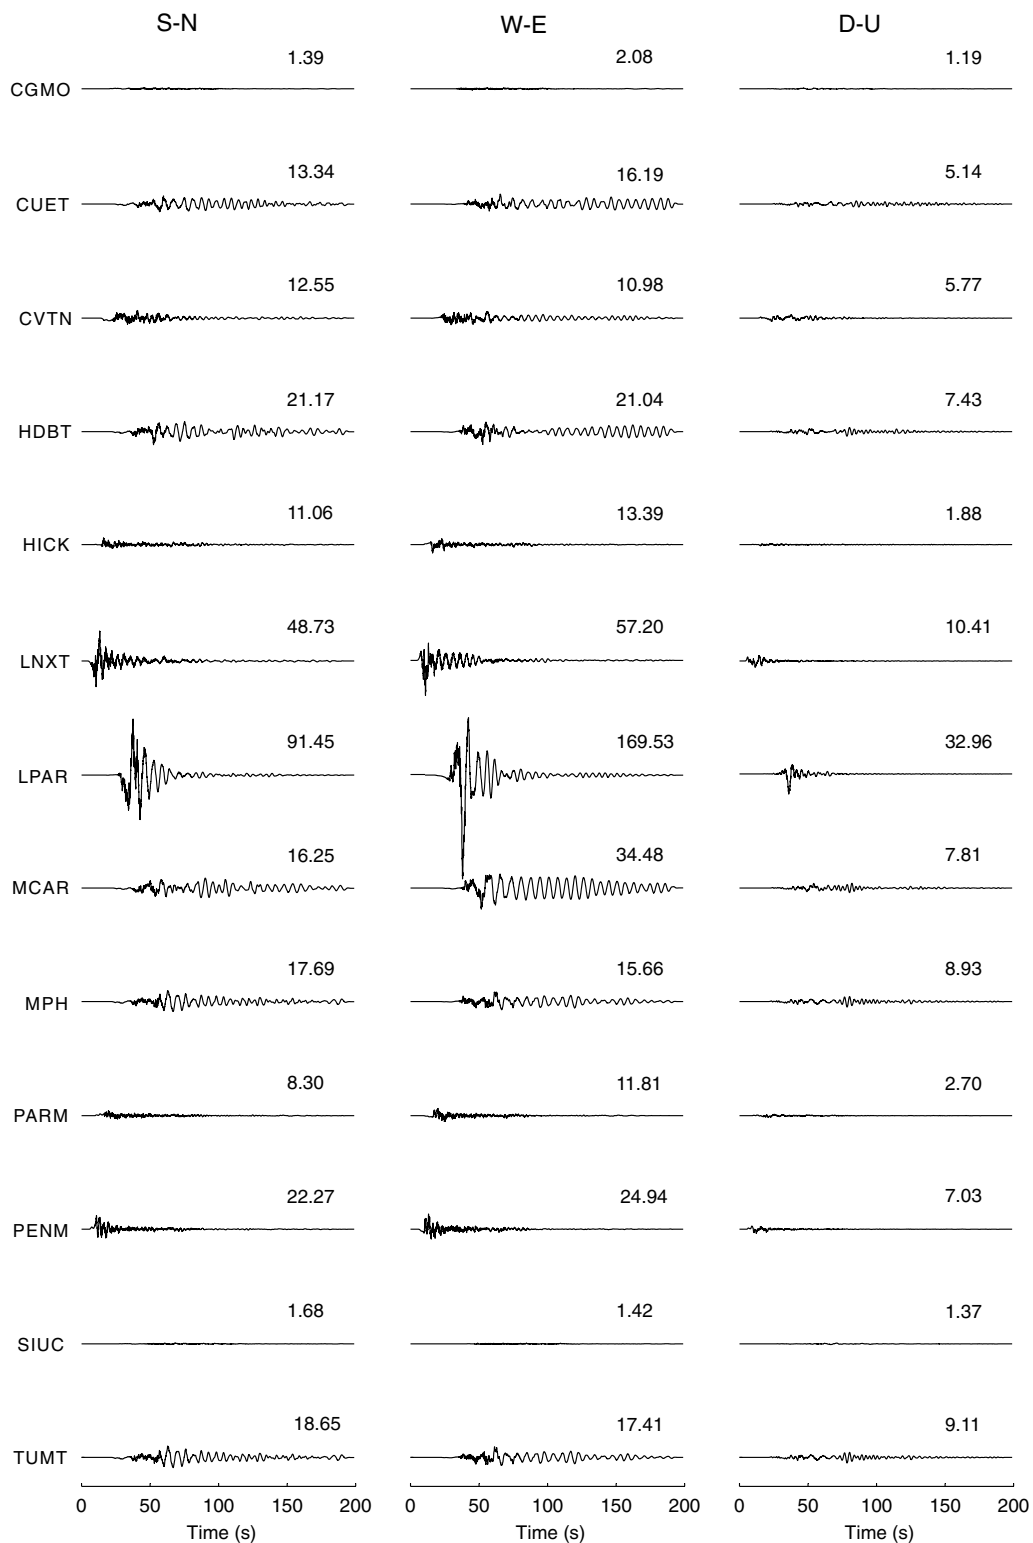 S-N W-E D-U
1.39 2.08 1.19
CGMO
13.34 16.19 5.14
CUET
12.55 10.98 5.77
CVTN
21.17 21.04 7.43
HDBT
11.06 13.39 1.88
HICK
48.73 57.20 10.41
LNXT
91.45 169.53 32.96
LPAR
16.25 34.48 7.81
MCAR
17.69 15.66 8.93
MPH
8.30 11.81 2.70
PARM
22.27 24.94 7.03
PENM
1.68 1.42 1.37
SIUC
18.65 17.41 9.11
TUMT
0 50 100 150 200 0 50 100 150 200 0 50 100 150 200
Time (s) Time (s) Time (s)